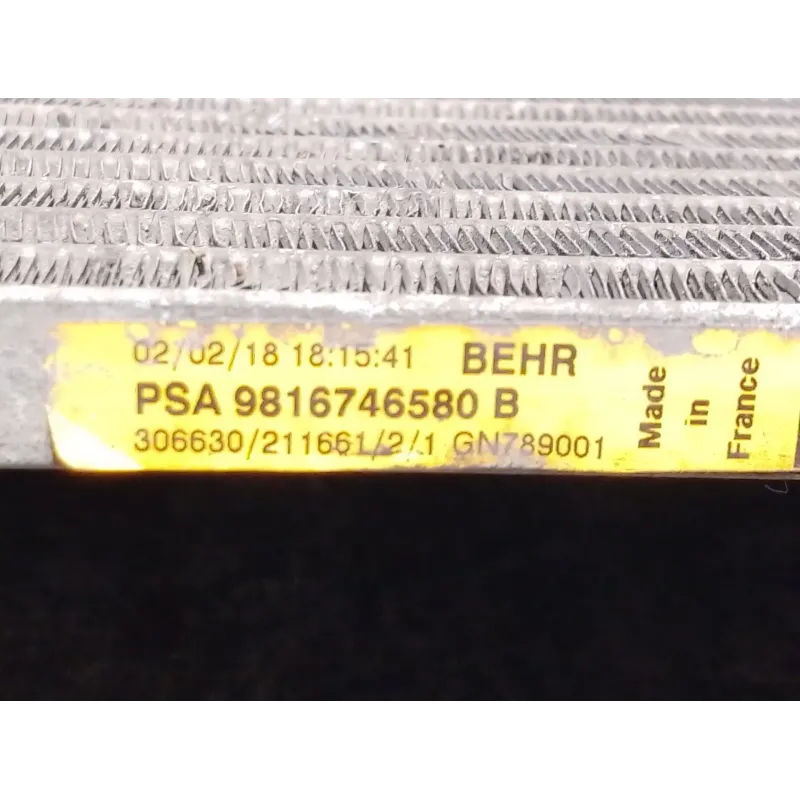 02/02/18 18:15:41 BEHR
PSA 9816746580 B
306630/211661/2/1 GN789001
Made
in
France